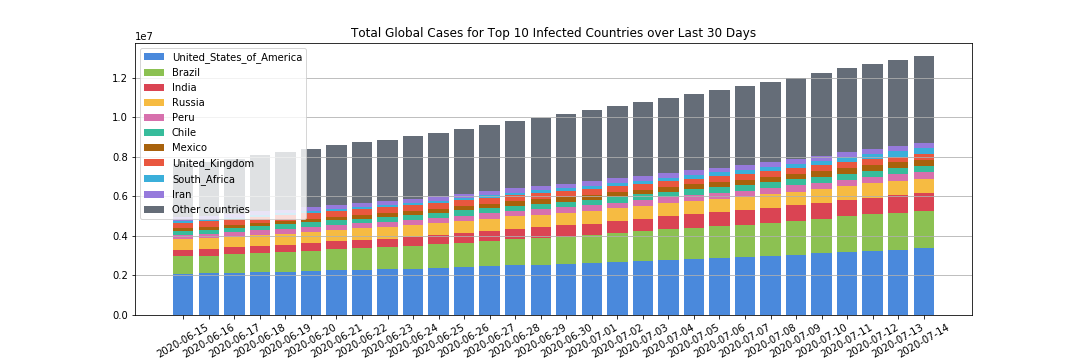 Total Global Cases for Top 10 Infected Countries over Last 30 Days
1e7
1.2
1.0
0.8
0.6
0.4
0.2
0.0
United_States_of_America
Brazil
India
Russia
Peru
Chile
Mexico
United_Kingdom
South_Africa
Iran
Other countries
2020-06-15
2020-06-16
2020-06-17
2020-06-18
2020-06-19
2020-06-20
2020-06-21
2020-06-22
2020-06-23
2020-06-24
2020-06-25
2020-06-26
2020-06-27
2020-06-28
2020-06-29
2020-06-30
2020-07-01
2020-07-02
2020-07-03
2020-07-04
2020-07-05
2020-07-06
2020-07-07
2020-07-08
2020-07-09
2020-07-10
2020-07-11
2020-07-12
2020-07-13
2020-07-14